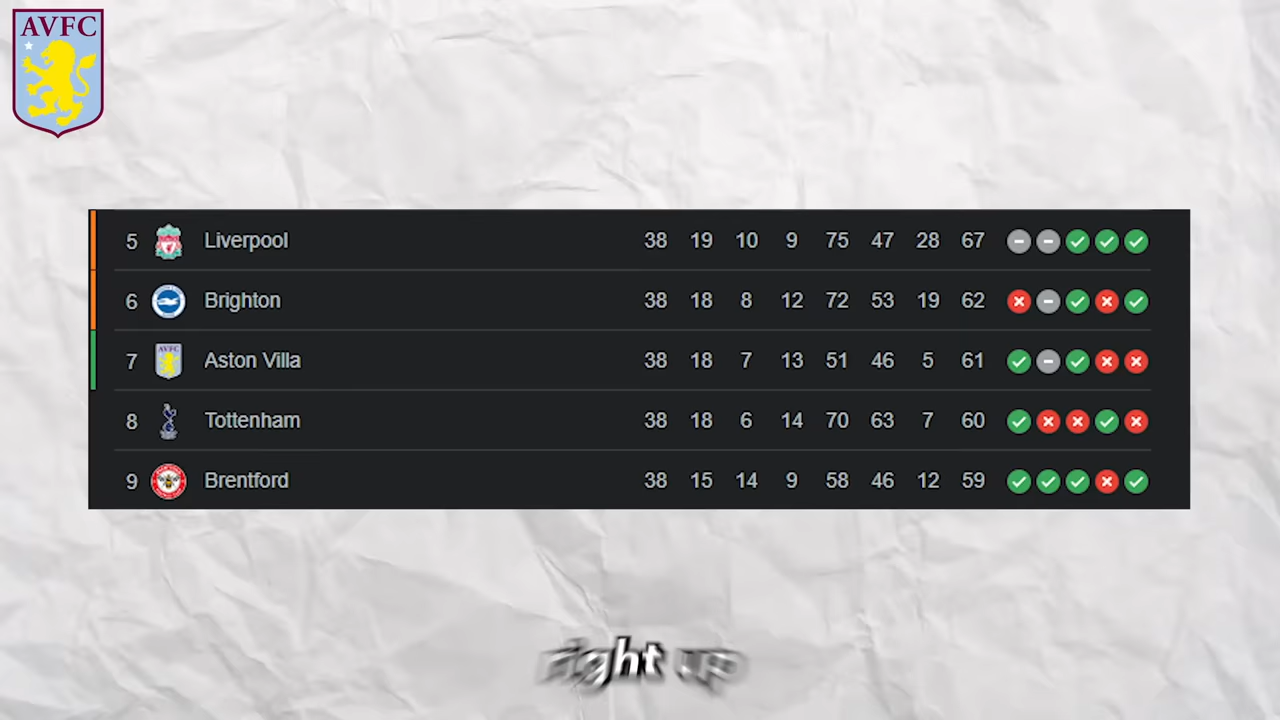 AVFC
5 Liverpool 38 19 10 9 75 47 28 67
6 Brighton 38 18 8 12 72 53 19 62
7 Aston Villa 38 18 7 13 51 46 5 61
8 Tottenham 38 18 6 14 70 63 7 60
9 Brentford 38 15 14 9 58 46 12 59
right up